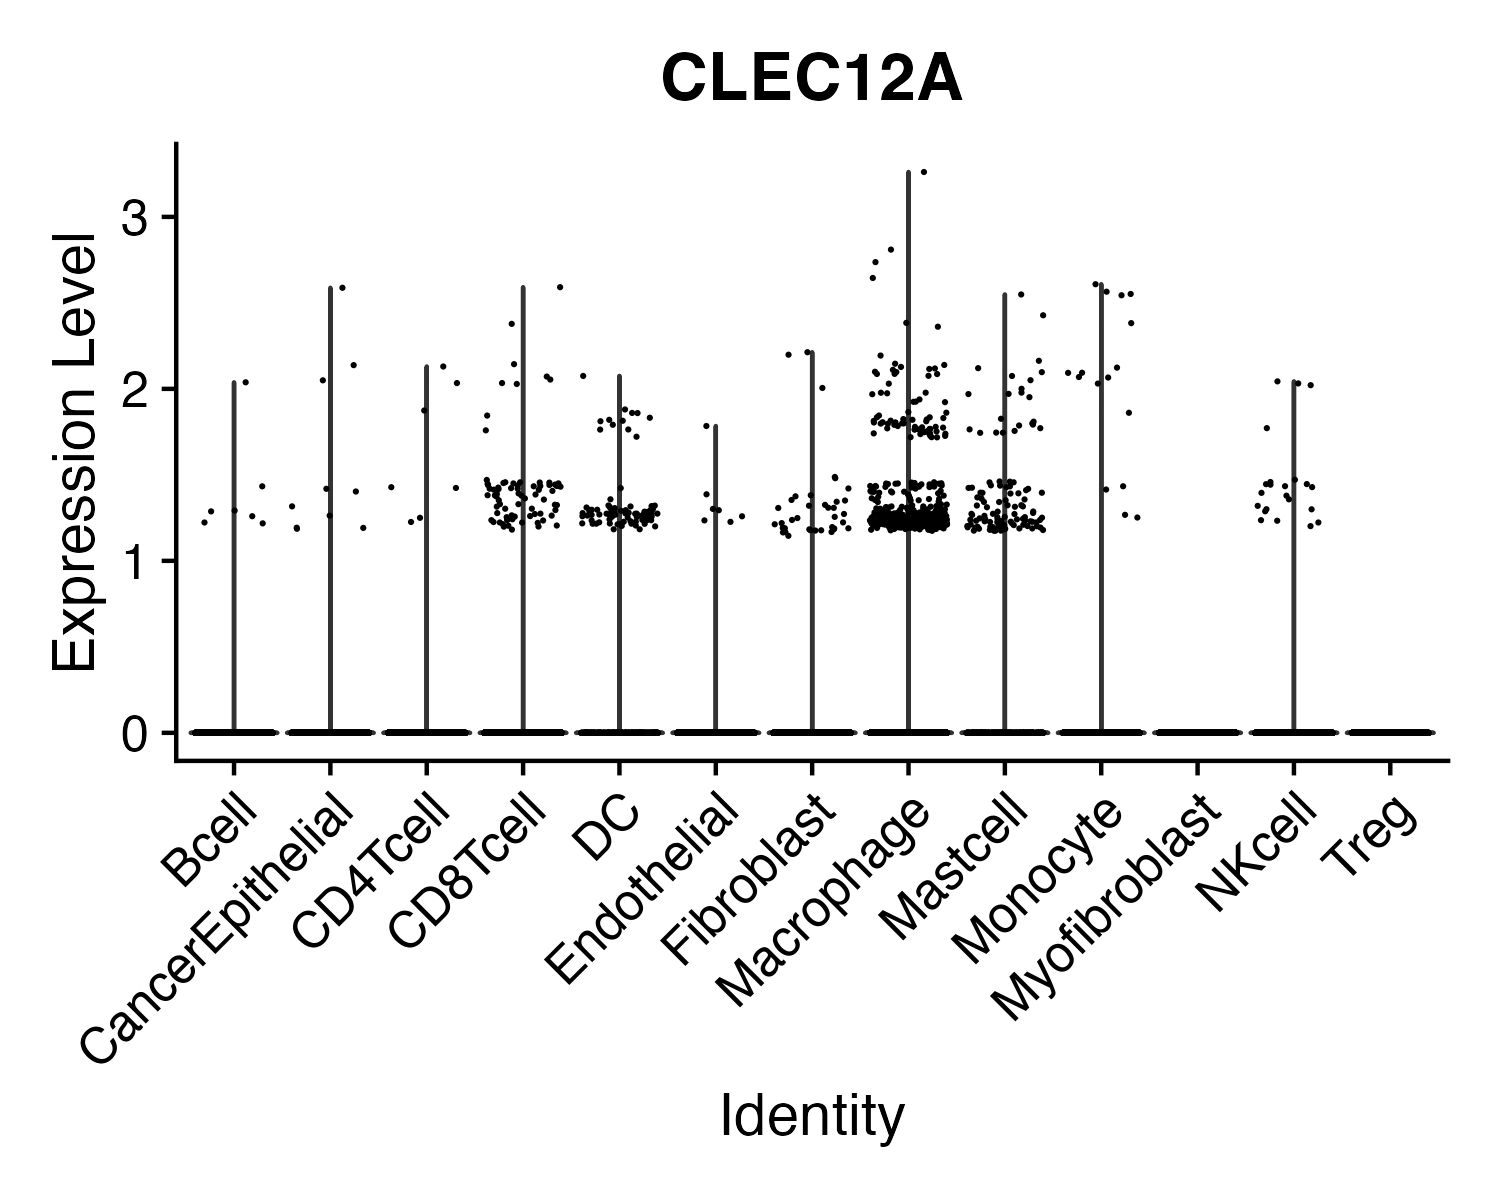 CLEC12A
Expression Level
3
2
1
0
Bcell
CancerEpithelial
CD4Tcell
CD8Tcell
DC
Endothelial
Fibroblast
Macrophage
Mastcell
Monocyte
Myofibroblast
NKcell
Treg
Identity